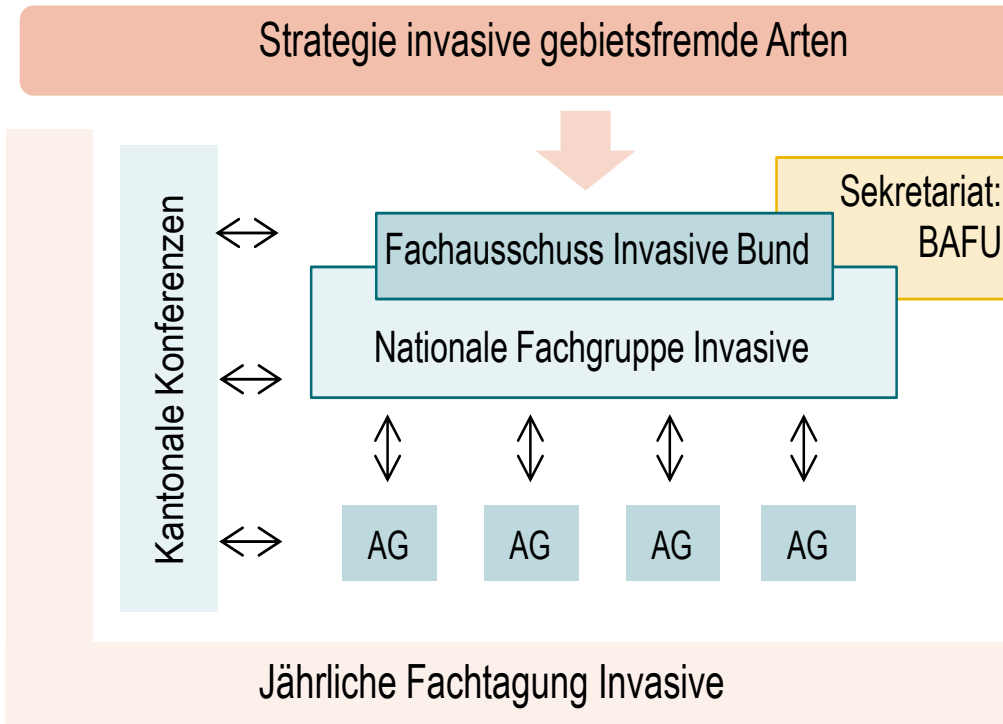 Strategie invasive gebietsfremde Arten
Kantonale Konferenzen
Sekretariat:
BAFU
Fachausschuss Invasive Bund
Nationale Fachgruppe Invasive
AG AG AG AG
Jährliche Fachtagung Invasive